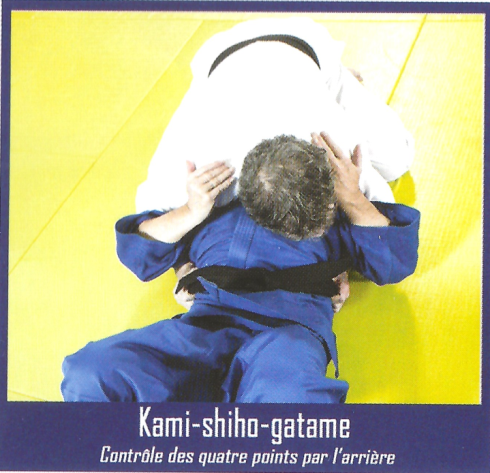 Kami-shiho-gatame
Contrôle des quatre points par l'arrière